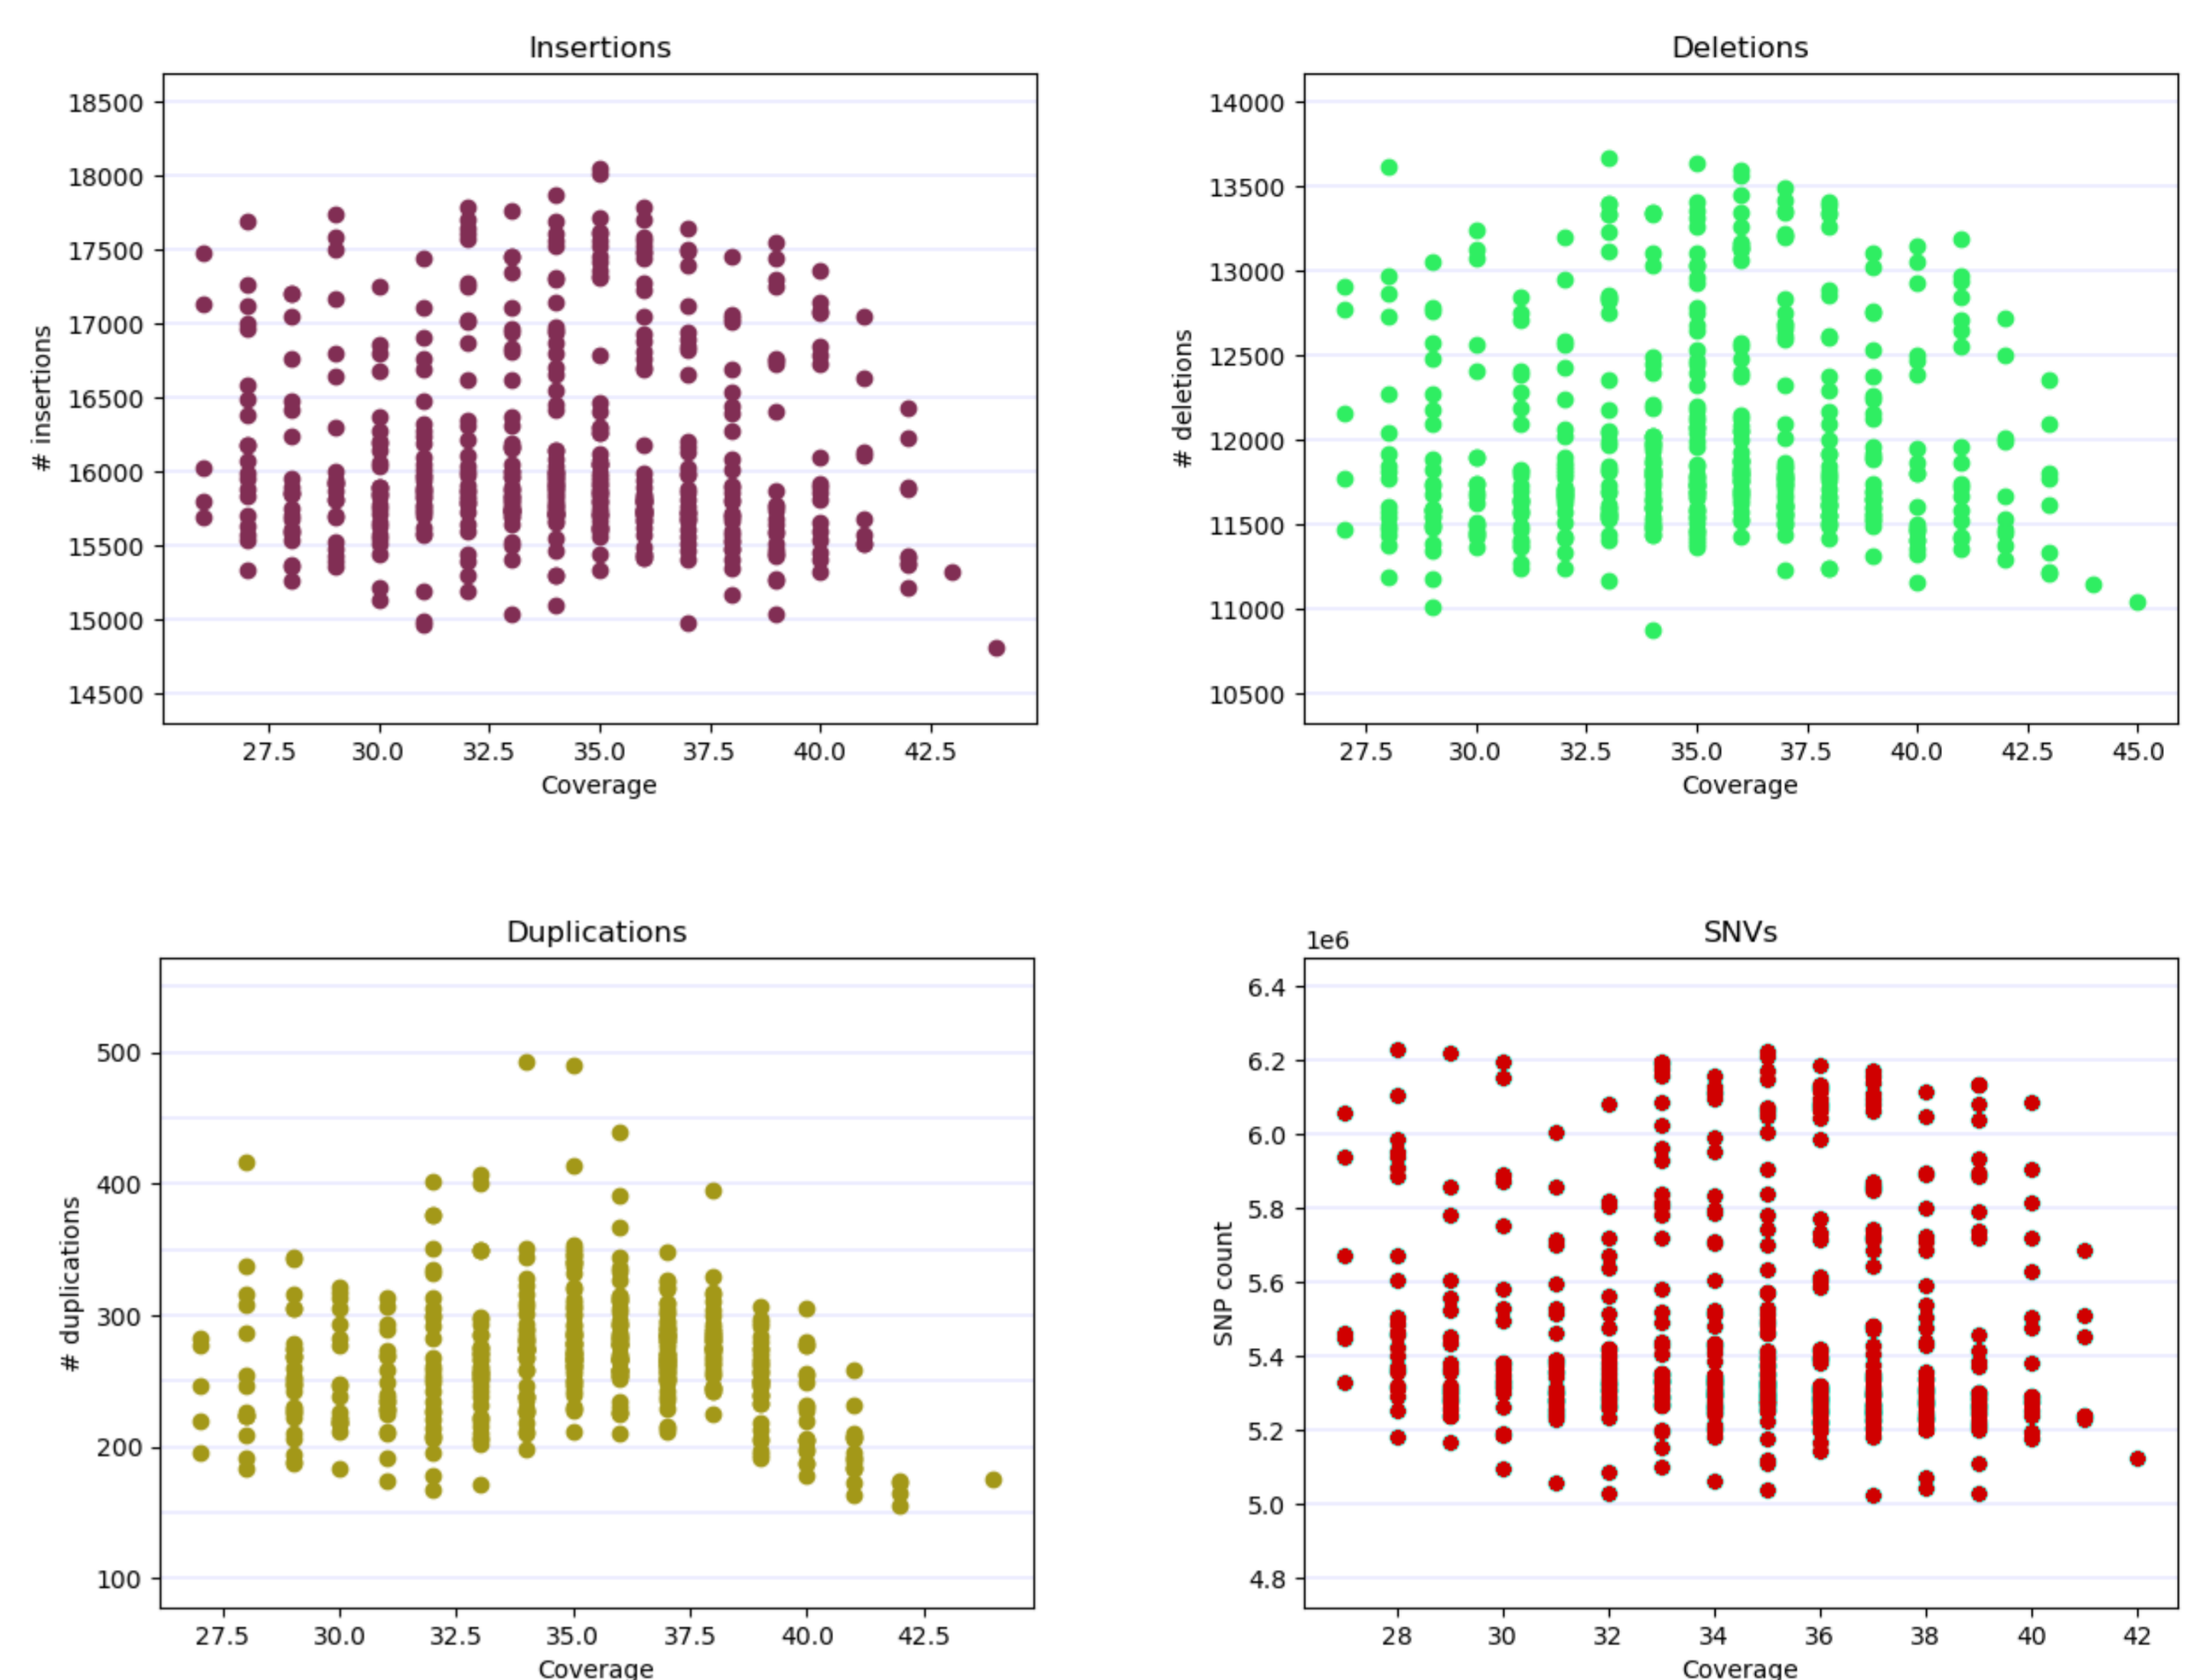 Insertions
18500
18000
17500
17000
16500
16000
15500
15000
14500
# insertions
27.5 30.0 32.5 35.0 37.5 40.0 42.5
Coverage
Deletions
14000
13500
13000
12500
12000
11500
11000
10500
# deletions
27.5 30.0 32.5 35.0 37.5 40.0 42.5 45.0
Coverage
Duplications
500
400
300
200
100
# duplications
27.5 30.0 32.5 35.0 37.5 40.0 42.5
Coverage
SNVs
1e6
6.4
6.2
6.0
5.8
5.6
5.4
5.2
5.0
4.8
SNP count
28 30 32 34 36 38 40 42
Coverage